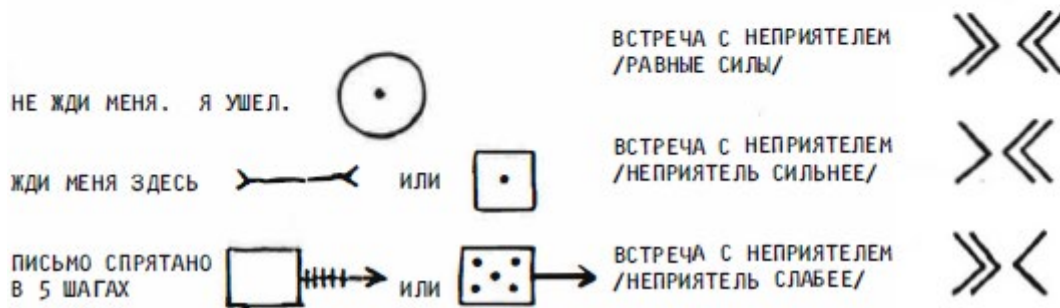 НЕ ЖДИ МЕНЯ. Я УШЕЛ.
ЖДИ МЕНЯ ЗДЕСЬ ИЛИ
ПИСЬМО СПРЯТАНО
В 5 ШАГАХ ИЛИ
ВСТРЕЧА С НЕПРИЯТЕЛЕМ
/РАВНЫЕ СИЛЫ/
ВСТРЕЧА С НЕПРИЯТЕЛЕМ
/НЕПРИЯТЕЛЬ СИЛЬНЕЕ/
ВСТРЕЧА С НЕПРИЯТЕЛЕМ
/НЕПРИЯТЕЛЬ СЛАБЕЕ/